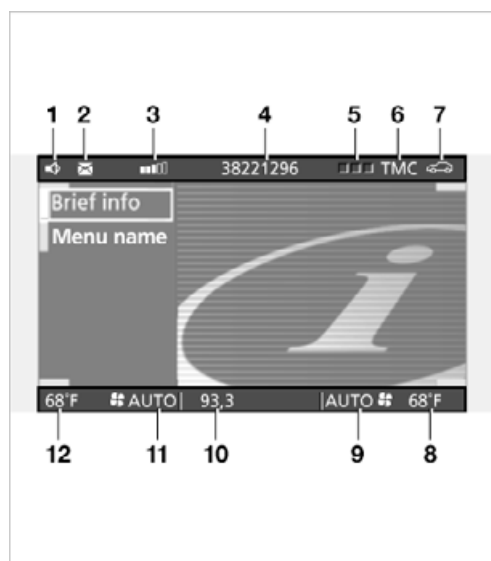 1 2 3 4 5 6 7
38221296 TMC
Brief info
Menu name
i
68°F AUTO| 93,3 |AUTO 68°F
12 11 10 9 8